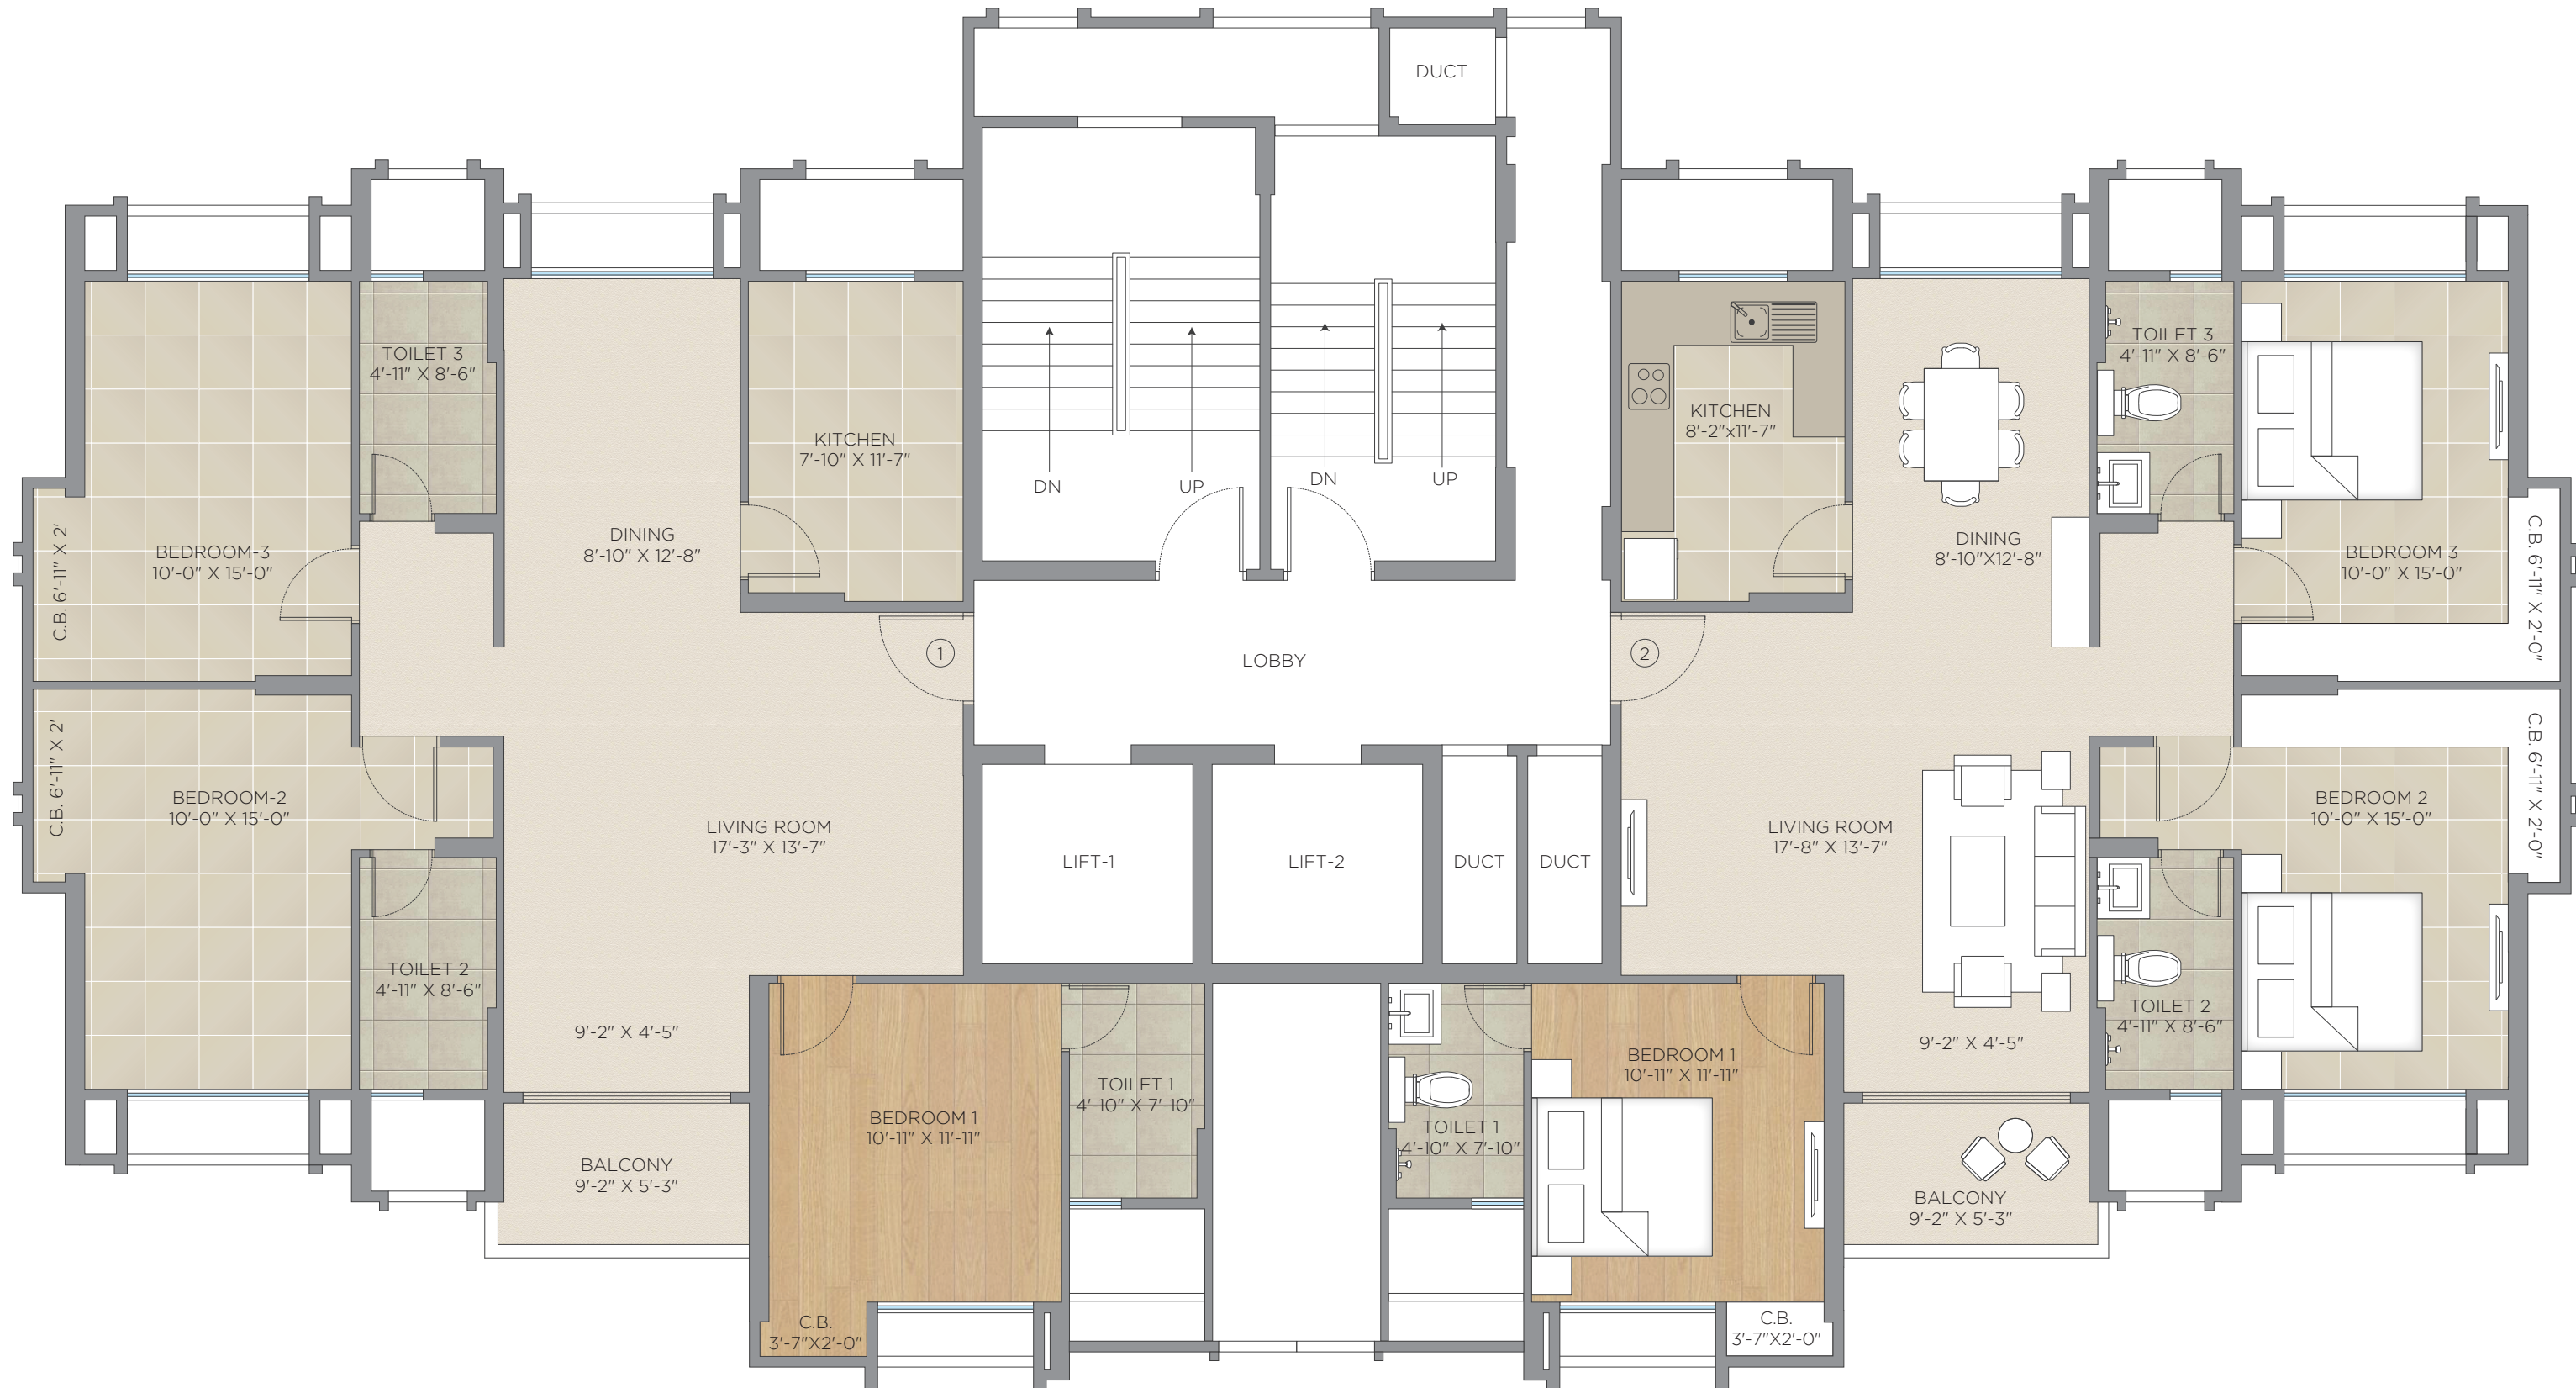 DUCT
TOILET 3
4'-11" X 8'-6"
KITCHEN
7'-10" X 11'-7"
DN
UP
DN
UP
KITCHEN
8'-2"x11'-7"
TOILET 3
4'-11" X 8'-6"
BEDROOM-3
10'-0" X 15'-0"
C.B. 6'-11" X 2'
DINING
8'-10" X 12'-8"
DINING
8'-10"X12'-8"
BEDROOM 3
10'-0" X 15'-0"
C.B. 6'-11" X 2'-0"
1
LOBBY
2
C.B. 6'-11" X 2'
BEDROOM-2
10'-0" X 15'-0"
LIVING ROOM
17'-3" X 13'-7"
LIFT-1
LIFT-2
DUCT
DUCT
LIVING ROOM
17'-8" X 13'-7"
BEDROOM 2
10'-0" X 15'-0"
C.B. 6'-11" X 2'-0"
TOILET 2
4'-11" X 8'-6"
9'-2" X 4'-5"
TOILET 2
4'-11" X 8'-6"
9'-2" X 4'-5"
BEDROOM 1
10'-11" X 11'-11"
TOILET 1
4'-10" X 7'-10"
TOILET 1
4'-10" X 7'-10"
BEDROOM 1
10'-11" X 11'-11"
BALCONY
9'-2" X 5'-3"
BALCONY
9'-2" X 5'-3"
C.B.
3'-7"X2'-0"
C.B.
3'-7"X2'-0"